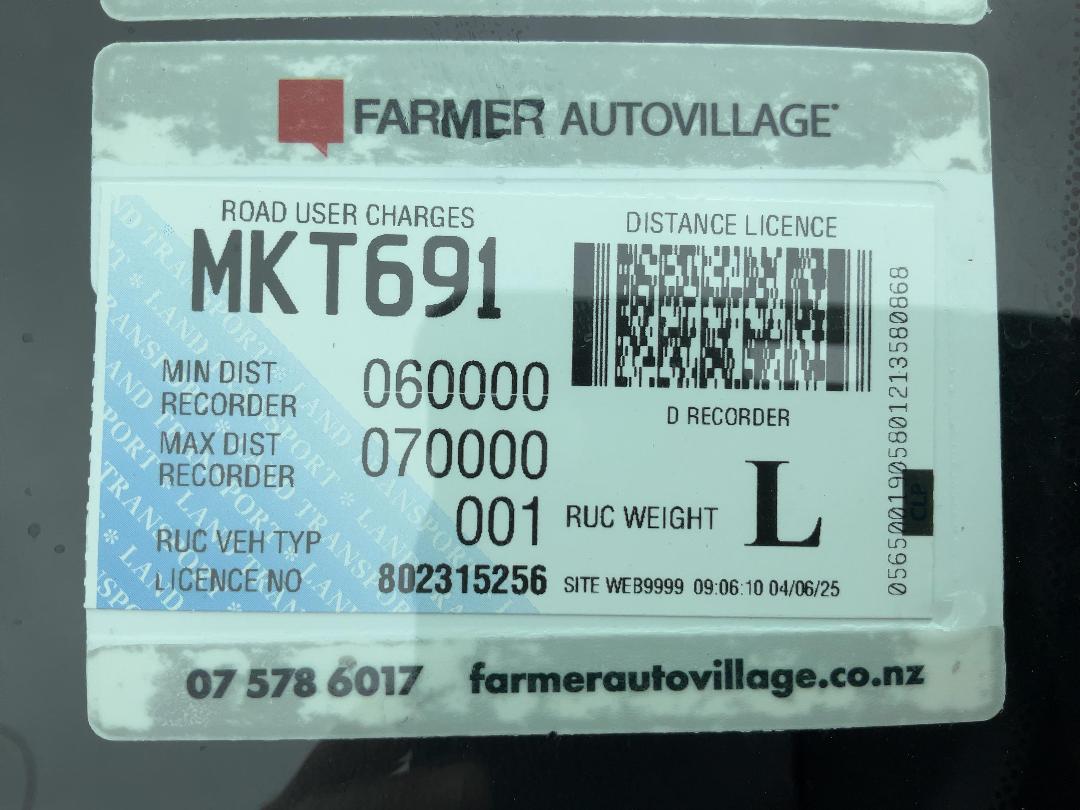 FARMER AUTOVILLAGE
ROAD USER CHARGES
MKT691
MIN DIST
RECORDER
060000
MAX DIST
RECORDER
070000
RUC VEH TYP
001
LICENCE NO
802315256
DISTANCE LICENCE
D RECORDER
RUC WEIGHT
L
SITE WEB9999 09:06:10 04/06/25
CLP
07 578 6017 farmerautovillage.co.nz